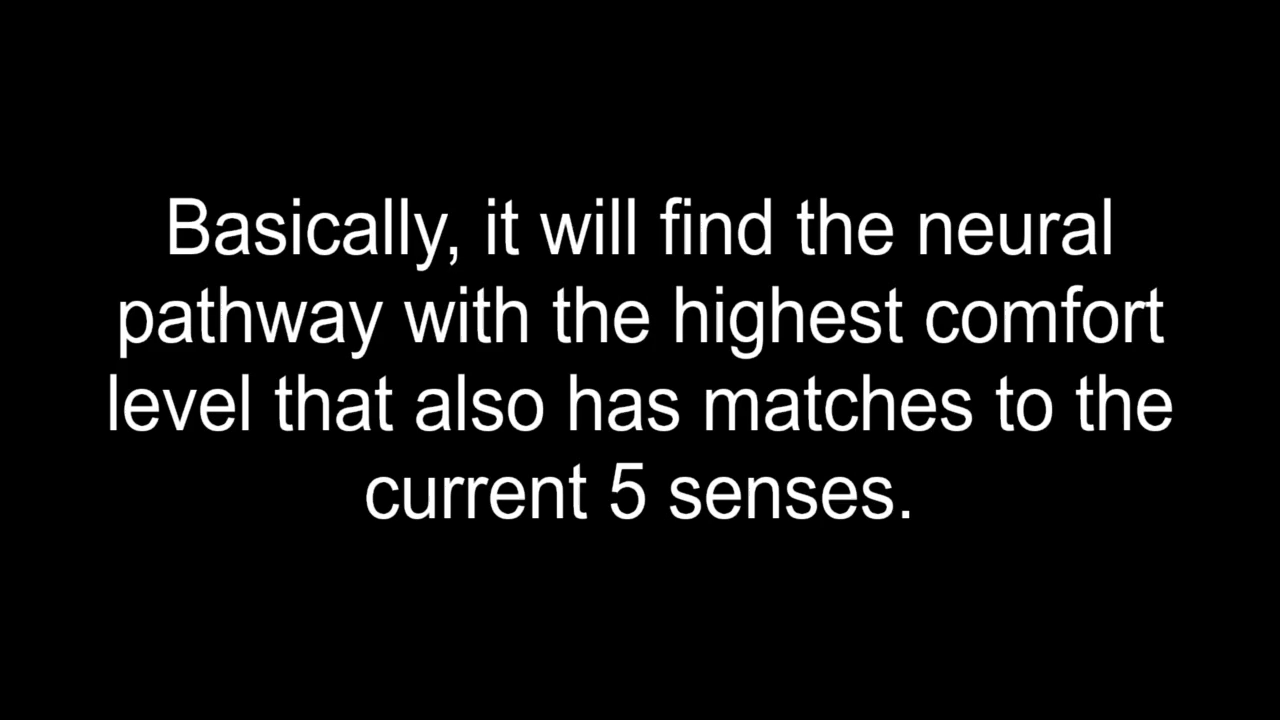 Basically, it will find the neural
pathway with the highest comfort
level that also has matches to the
current 5 senses.